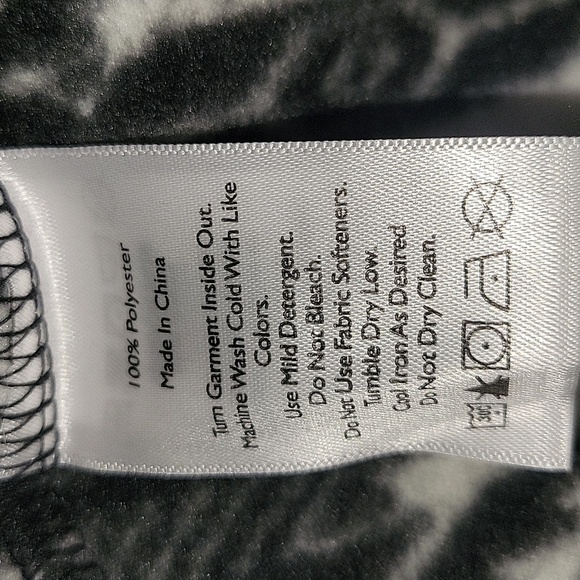 100% Polyester
Made In China
Turn Garment Inside Out.
Machine Wash Cold With Like
Colors.
Use Mild Detergent.
Do Not Bleach.
Do Not Use Fabric Softeners.
Tumble Dry Low.
Cool Iron As Desired
Do Not Dry Clean.